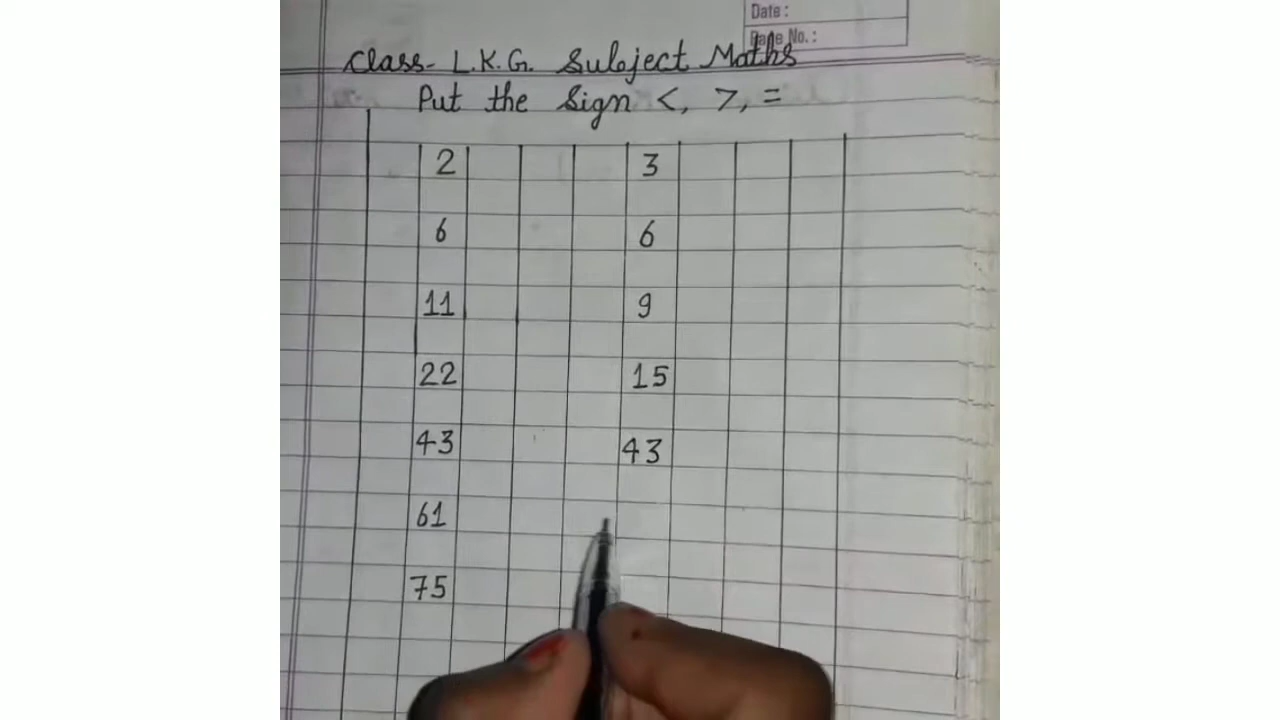 Date :
Page No. :
Class- L.K.G. Subject Maths
Put the Sign <, >, =
2 3
6 6
11 9
22 15
43 43
61
75